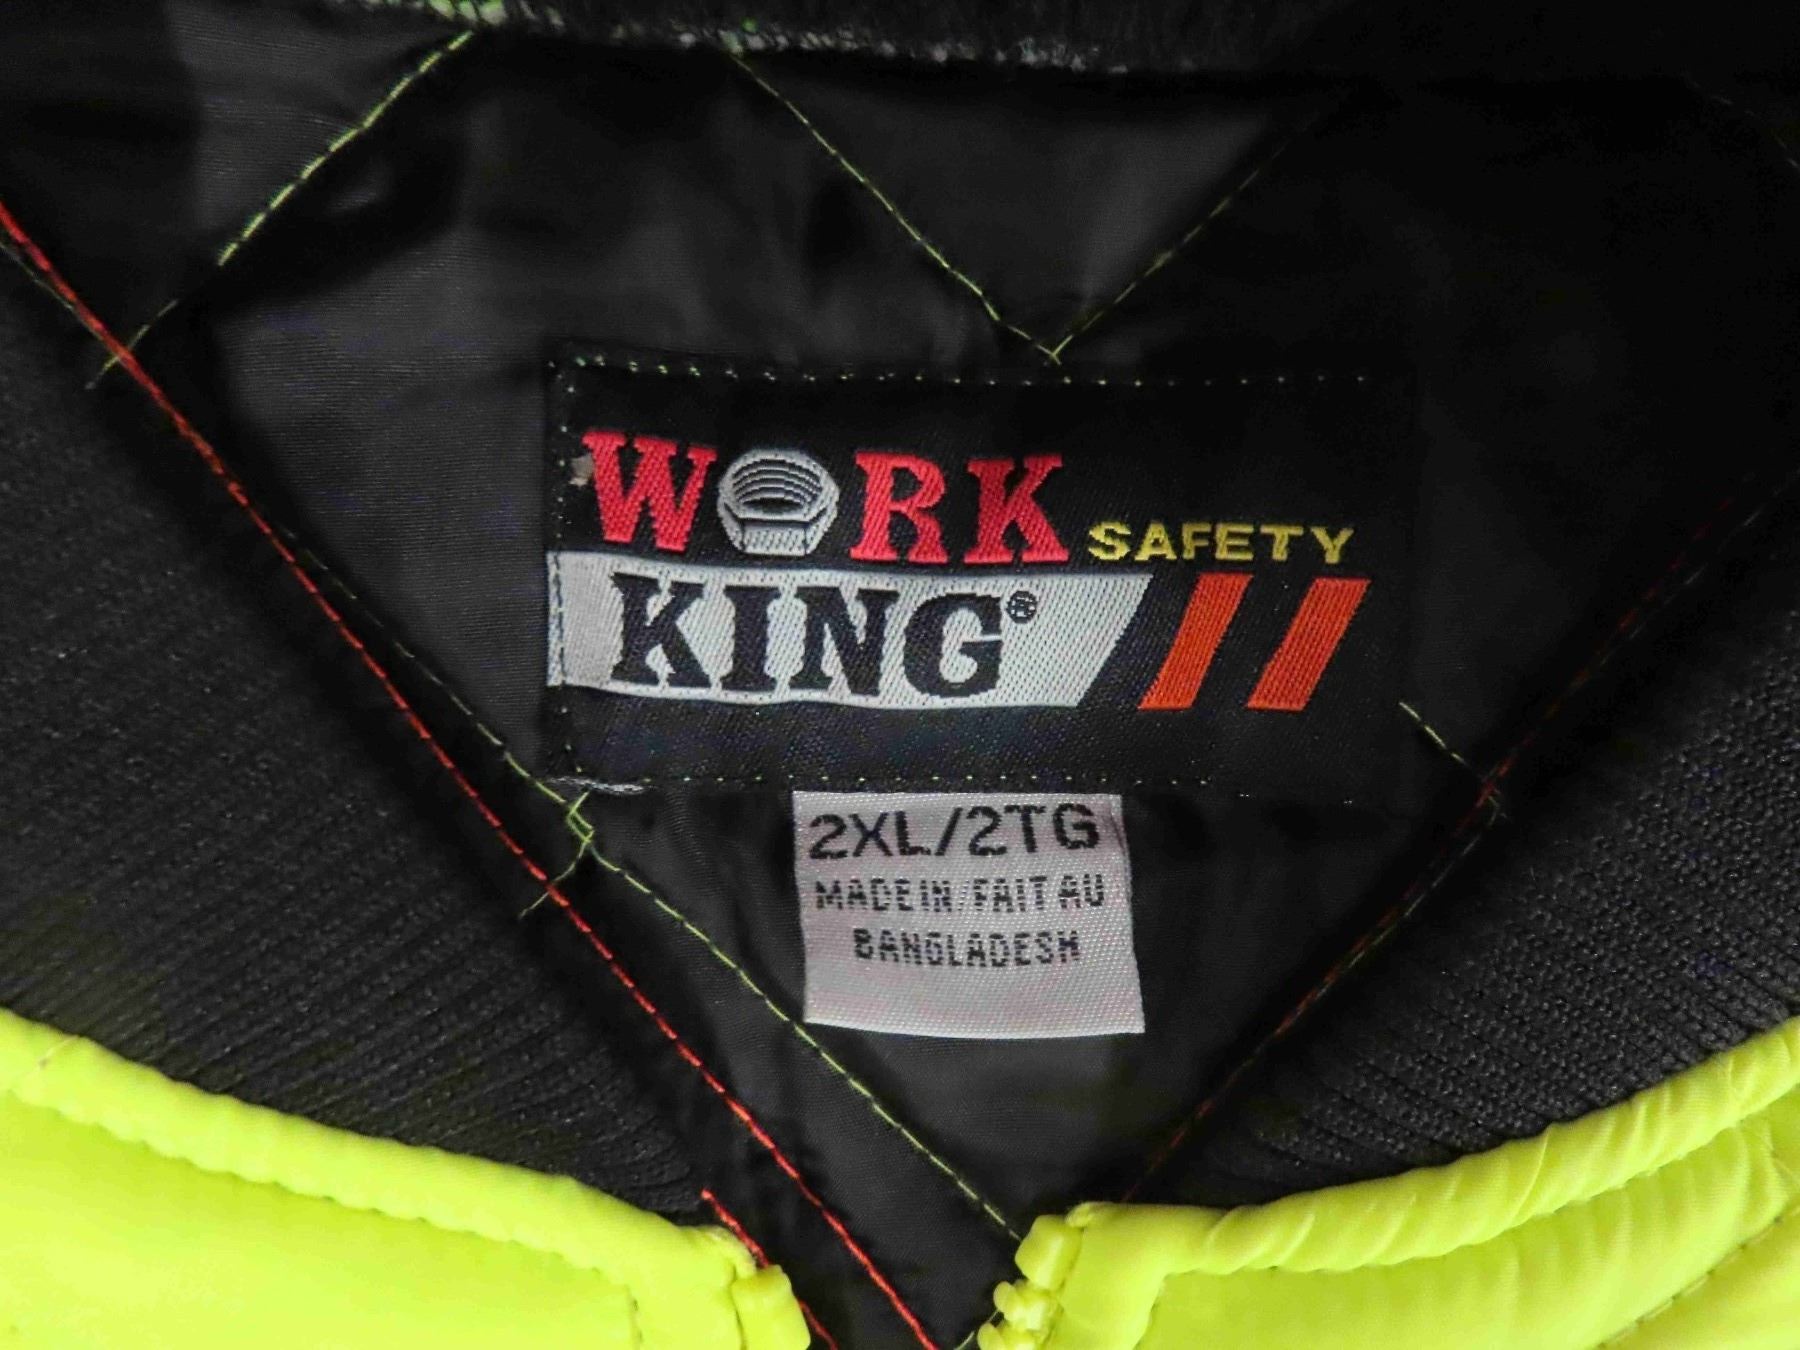 WORK
SAFETY
KING®
2XL/2TG
MADE IN/FAIT AU
BANGLADESH